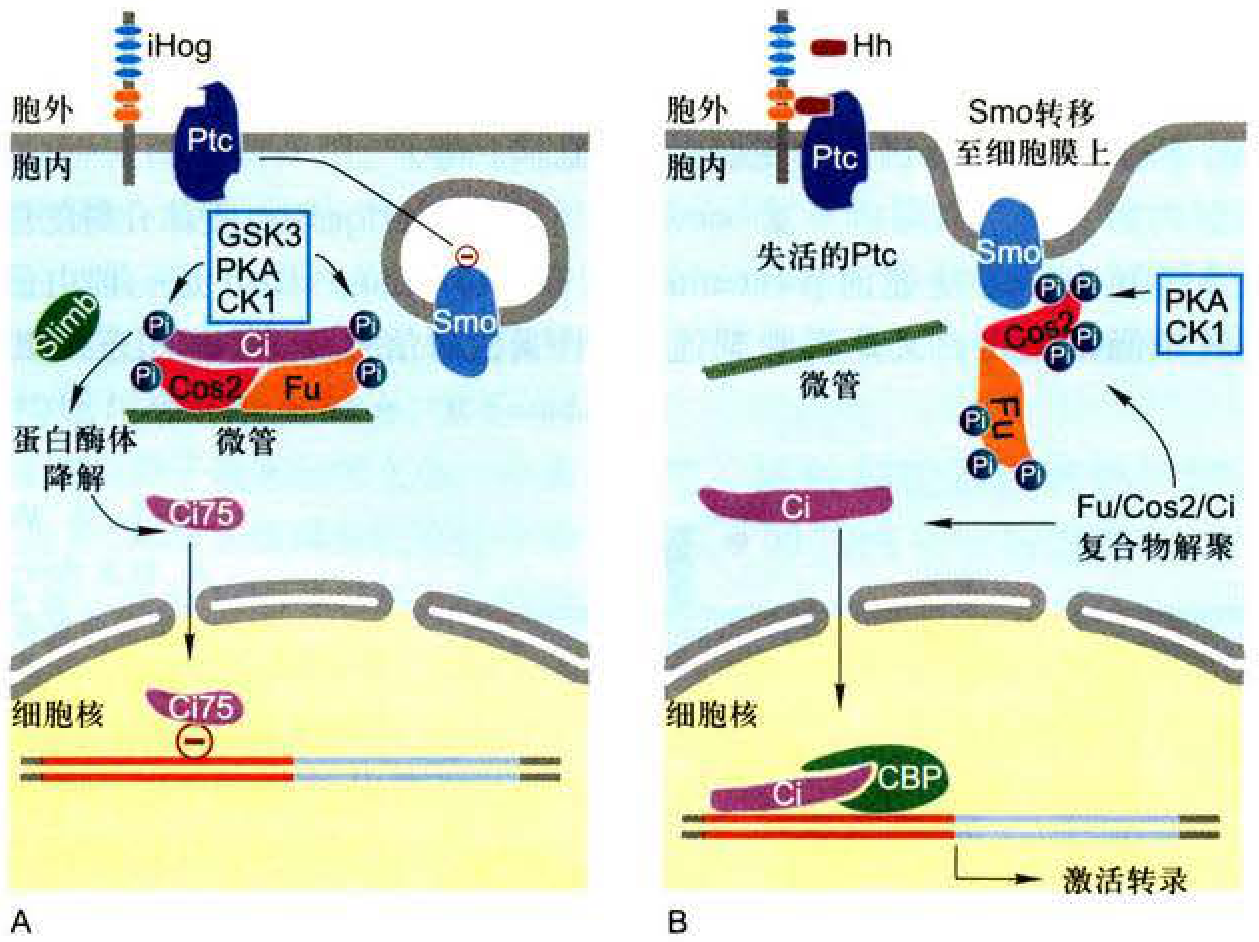 iHog
胞外
Ptc
胞内
GSK3
PKA
CK1
Slimb
Pi
Pi
Ci
Smo
Pi
Cos2
Fu
Pi
蛋白酶体
降解
微管
Ci75
细胞核
Ci75
A
Hh
胞外
Smo转移
至细胞膜上
胞内
Ptc
失活的Ptc
Smo
Pi
Pi
PKA
CK1
Cos2
Pi
Pi
微管
Fu
Pi
Pi
Pi
Ci
Fu/Cos2/Ci
复合物解聚
细胞核
CBP
Ci
激活转录
B